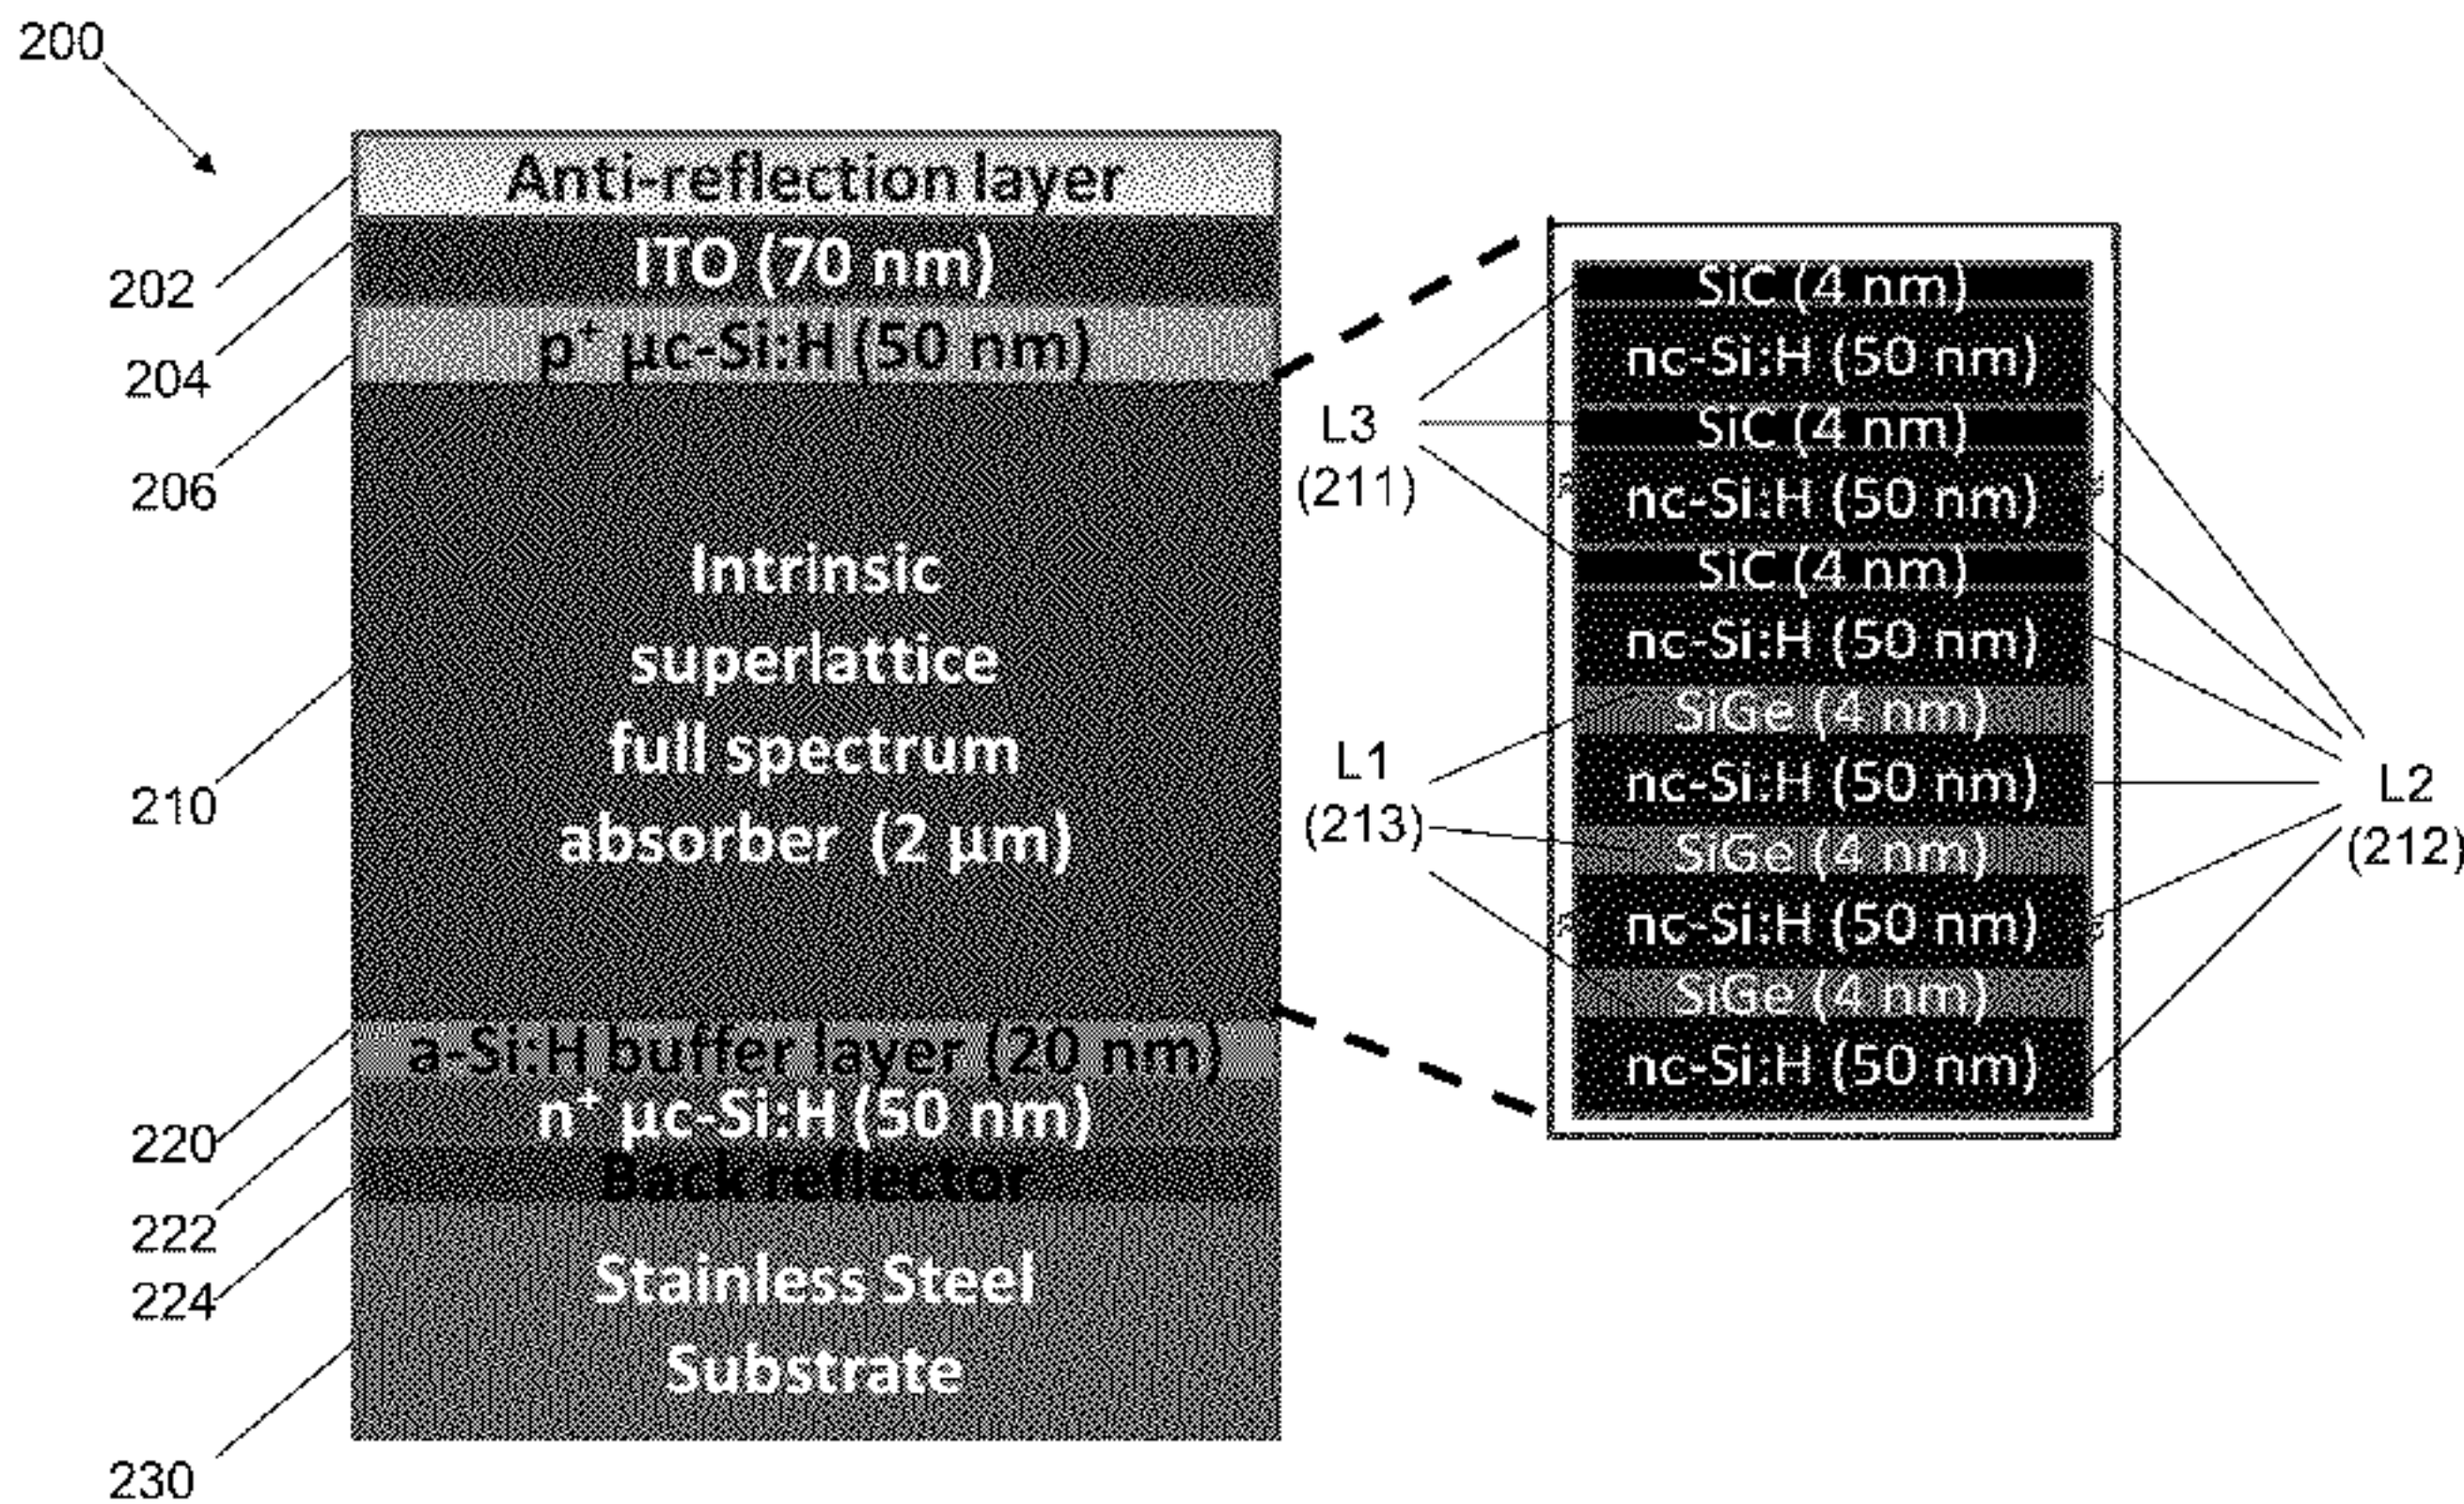 200
Anti-reflection layer
ITO (70 nm)
p⁺ µc-Si:H (50 nm)
Intrinsic
superlattice
full spectrum
absorber (2 µm)
a-Si:H buffer layer (20 nm)
n⁺ µc-Si:H (50 nm)
Back reflector
Stainless Steel
Substrate
202
204
206
210
220
222
224
230
L3
(211)
L1
(213)
SiC (4 nm)
nc-Si:H (50 nm)
SiC (4 nm)
nc-Si:H (50 nm)
SiC (4 nm)
nc-Si:H (50 nm)
SiGe (4 nm)
nc-Si:H (50 nm)
SiGe (4 nm)
nc-Si:H (50 nm)
SiGe (4 nm)
nc-Si:H (50 nm)
L2
(212)